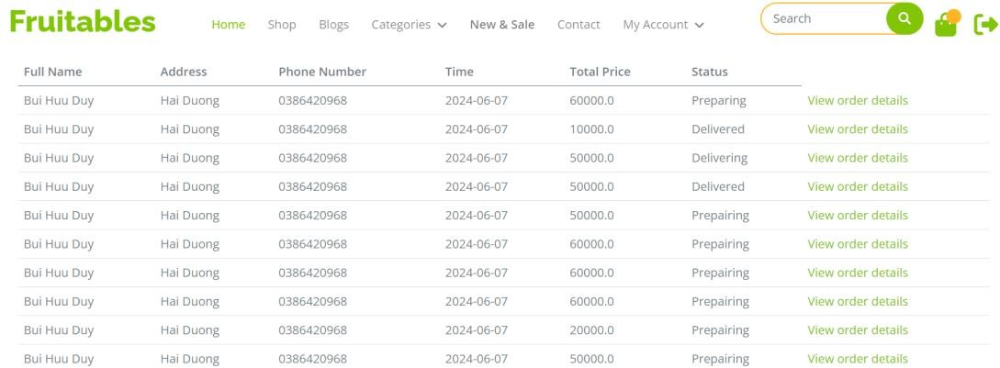 Fruitables Home Shop Blogs Categories New & Sale Contact My Account Search
Full Name Address Phone Number Time Total Price Status
Bui Huu Duy Hai Duong 0386420968 2024-06-07 60000.0 Preparing View order details
Bui Huu Duy Hai Duong 0386420968 2024-06-07 10000.0 Delivered View order details
Bui Huu Duy Hai Duong 0386420968 2024-06-07 50000.0 Delivering View order details
Bui Huu Duy Hai Duong 0386420968 2024-06-07 50000.0 Delivered View order details
Bui Huu Duy Hai Duong 0386420968 2024-06-07 50000.0 Prepairing View order details
Bui Huu Duy Hai Duong 0386420968 2024-06-07 60000.0 Prepairing View order details
Bui Huu Duy Hai Duong 0386420968 2024-06-07 60000.0 Prepairing View order details
Bui Huu Duy Hai Duong 0386420968 2024-06-07 60000.0 Prepairing View order details
Bui Huu Duy Hai Duong 0386420968 2024-06-07 20000.0 Prepairing View order details
Bui Huu Duy Hai Duong 0386420968 2024-06-07 50000.0 Prepairing View order details